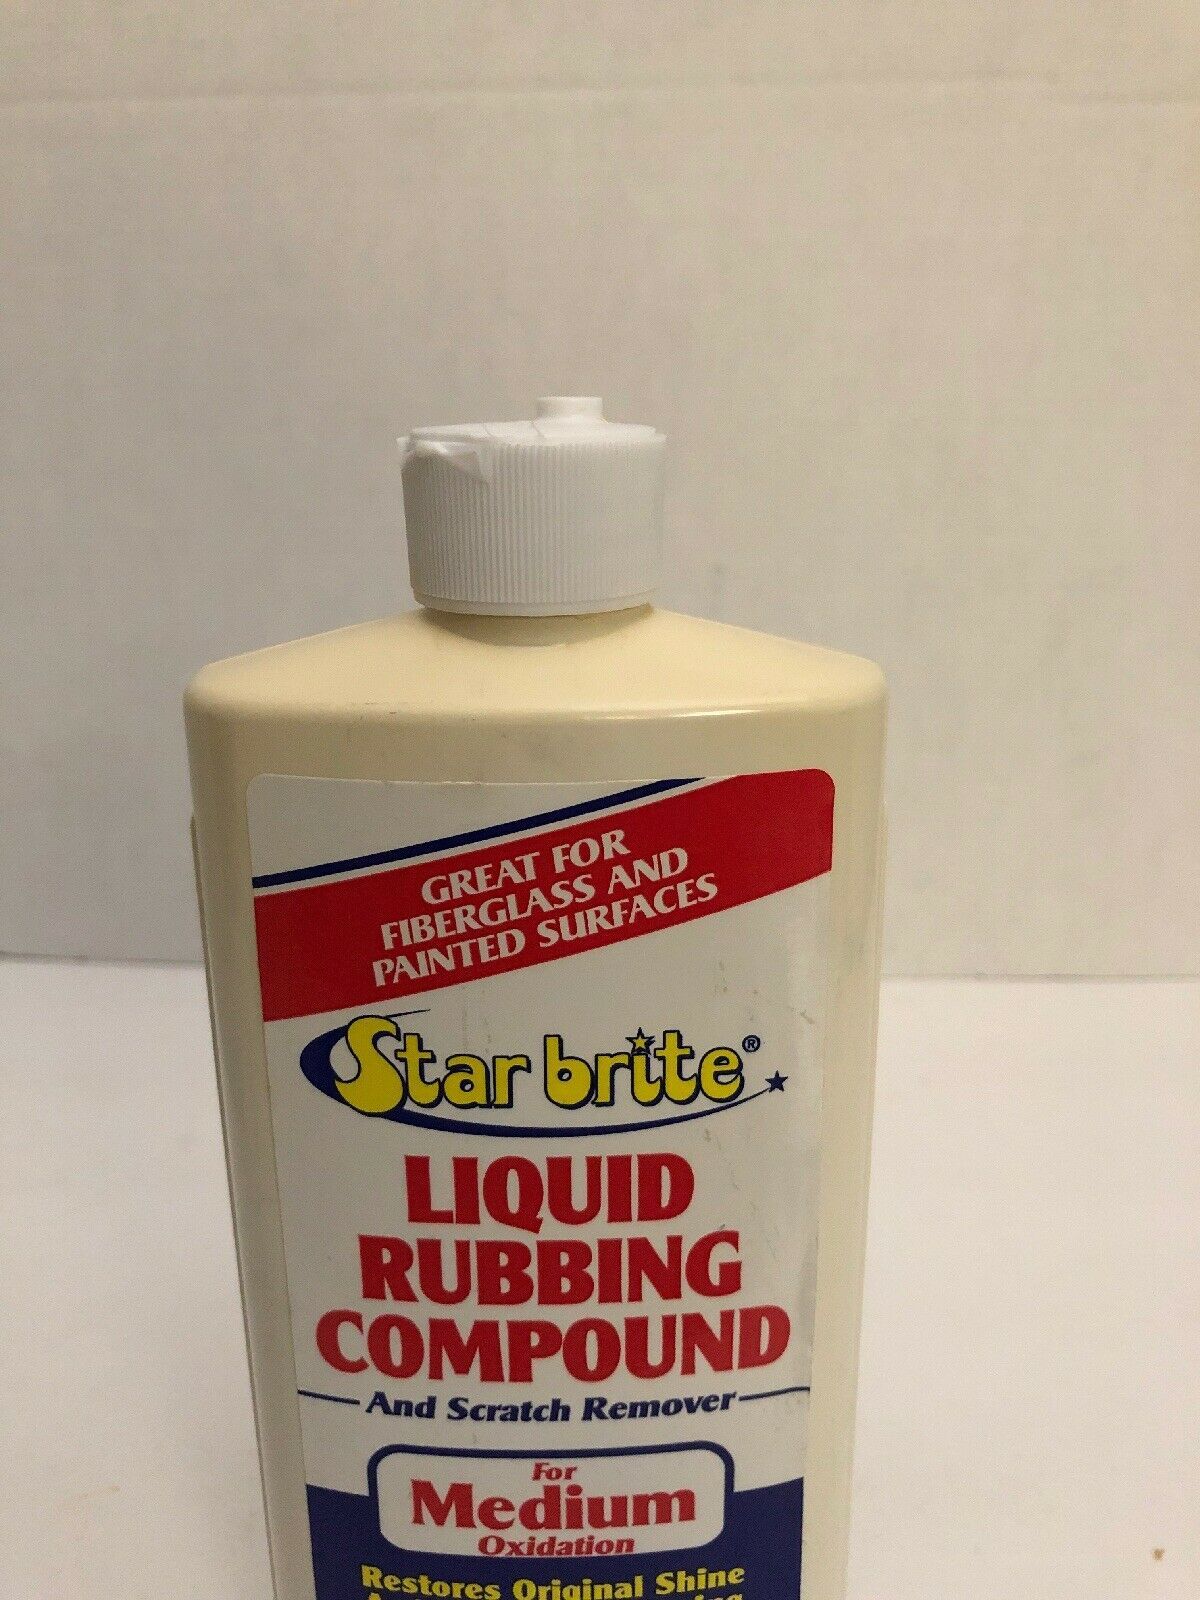 GREAT FOR
FIBERGLASS AND
PAINTED SURFACES
Star brite®
LIQUID
RUBBING
COMPOUND
And Scratch Remover
For
Medium
Oxidation
Restores Original Shine